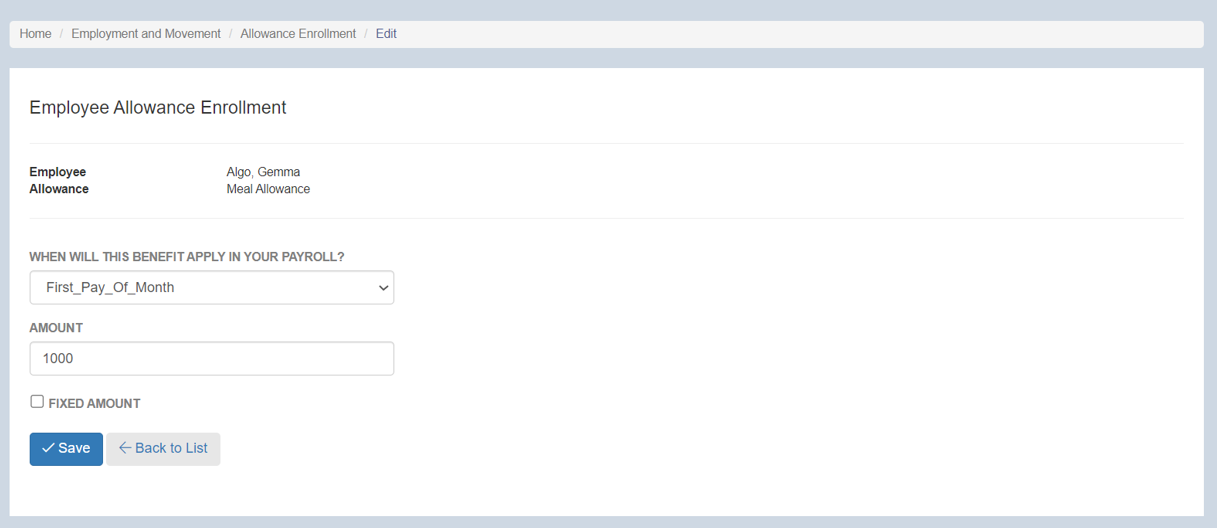 Home / Employment and Movement / Allowance Enrollment / Edit
Employee Allowance Enrollment
Employee Algo, Gemma
Allowance Meal Allowance
WHEN WILL THIS BENEFIT APPLY IN YOUR PAYROLL?
First_Pay_Of_Month
AMOUNT
1000
FIXED AMOUNT
Save Back to List